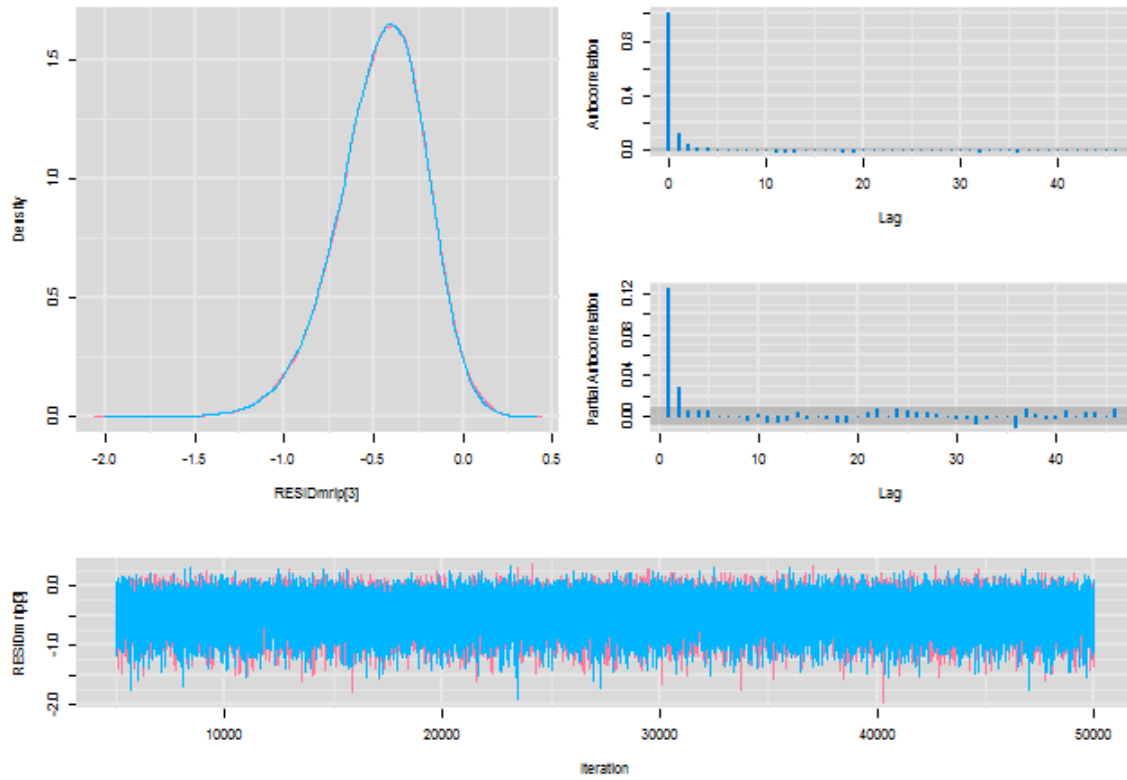 1.5
1.0
0.5
0.0
Density
-2.0 -1.5 -1.0 -0.5 0.0 0.5
RESIDmrip[3]
0.8
0.4
0.0
Autocorrelation
0 10 20 30 40
Lag
0.12
0.08
0.04
0.00
Partial Autocorrelation
0 10 20 30 40
Lag
0.0
-1.0
-2.0
RESIDmrip[3]
10000 20000 30000 40000 50000
Iteration